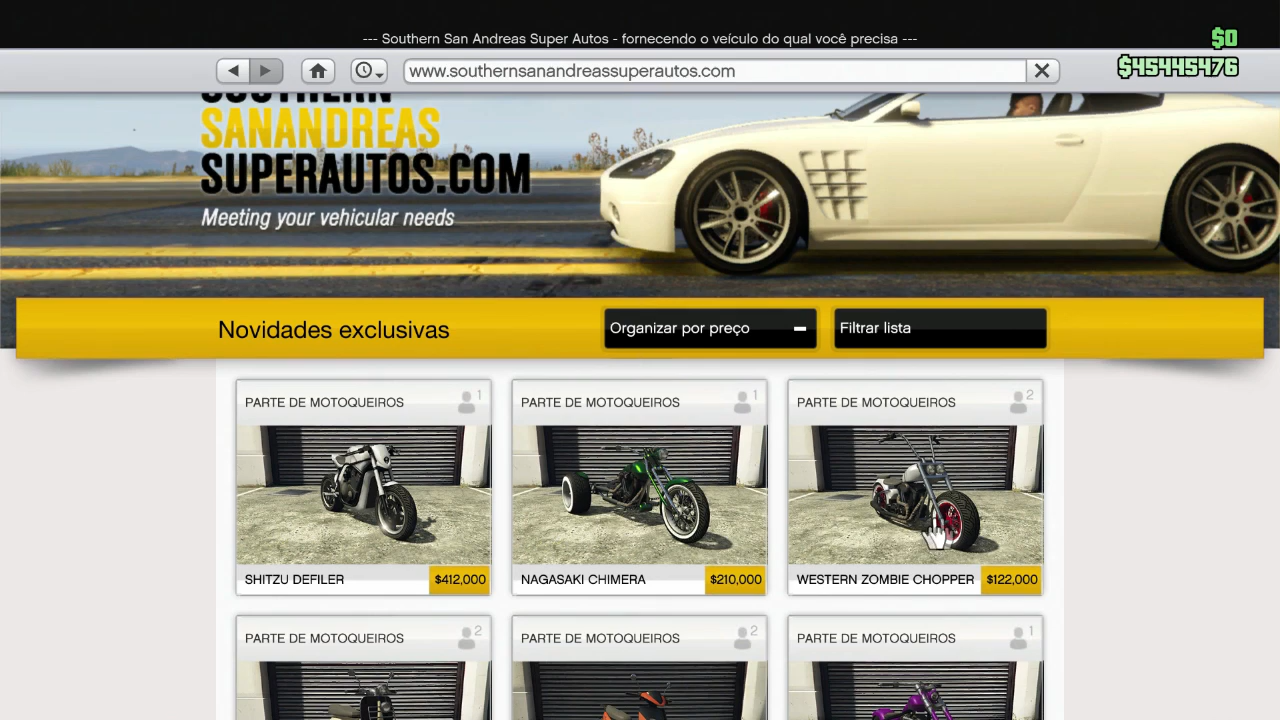 --- Southern San Andreas Super Autos - fornecendo o veículo do qual você precisa ---
$0
www.southernsanandreassuperautos.com
$45445476
SOUTHERN
SANANDREAS
SUPERAUTOS.COM
Meeting your vehicular needs
Novidades exclusivas
Organizar por preço
Filtrar lista
PARTE DE MOTOQUEIROS 1
PARTE DE MOTOQUEIROS 1
PARTE DE MOTOQUEIROS 2
SHITZU DEFILER $412,000
NAGASAKI CHIMERA $210,000
WESTERN ZOMBIE CHOPPER $122,000
PARTE DE MOTOQUEIROS 2
PARTE DE MOTOQUEIROS 2
PARTE DE MOTOQUEIROS 1